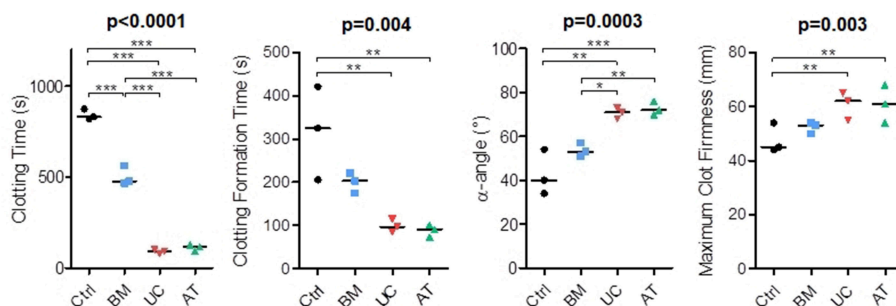 p<0.0001
***
***
***
*** ***
Clotting Time (s)
1000
500
0
Ctrl BM UC AT
p=0.004
**
**
Clotting Formation Time (s)
500
400
300
200
100
0
Ctrl BM UC AT
p=0.0003
***
**
**
*
α-angle (°)
100
80
60
40
20
0
Ctrl BM UC AT
p=0.003
**
**
Maximum Clot Firmness (mm)
80
60
40
20
0
Ctrl BM UC AT